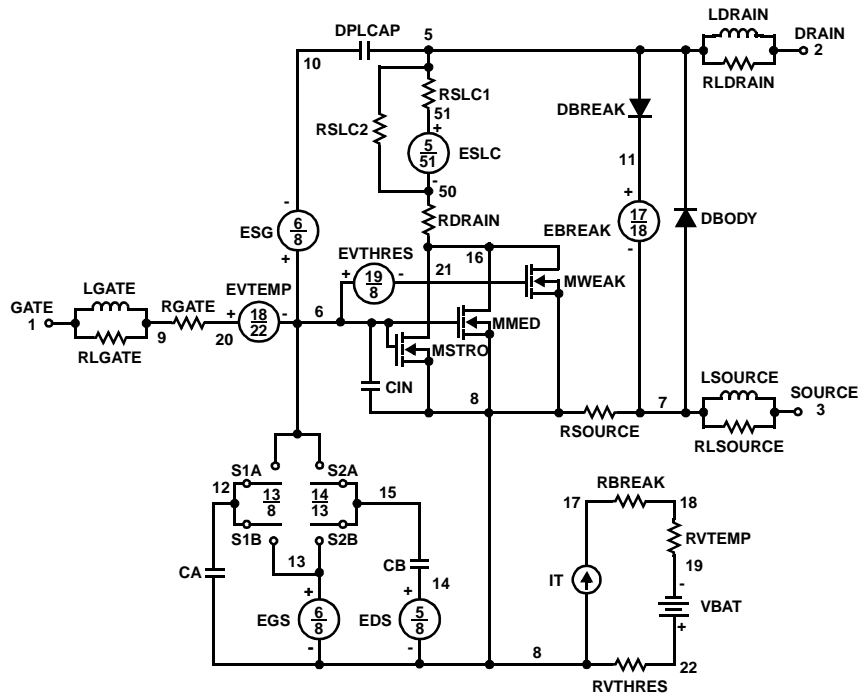 LDRAIN
DPLCAP 5 DRAIN
10 2
RLDRAIN
RSLC1
DBREAK
51
RSLC2
+
5
51
ESLC
11
-
50
-
+
17
18
DBODY
RDRAIN
6
8
ESG
EBREAK
EVTHRES
+
16
-
+
19
8
-
21
MWEAK
LGATE
EVTEMP
GATE
1
RGATE
+
18
22
-
6
MMED
9
20
MSTRO
RLGATE
LSOURCE
CIN
8
7
SOURCE
3
RSOURCE
RLSOURCE
S1A
S2A
12
13
8
14
13
15
RBREAK
17
18
S1B
S2B
RVTEMP
13
CB
19
CA
14
IT
-
+
+
VBAT
EGS
6
8
EDS
5
8
+
-
-
8
22
RVTHRES